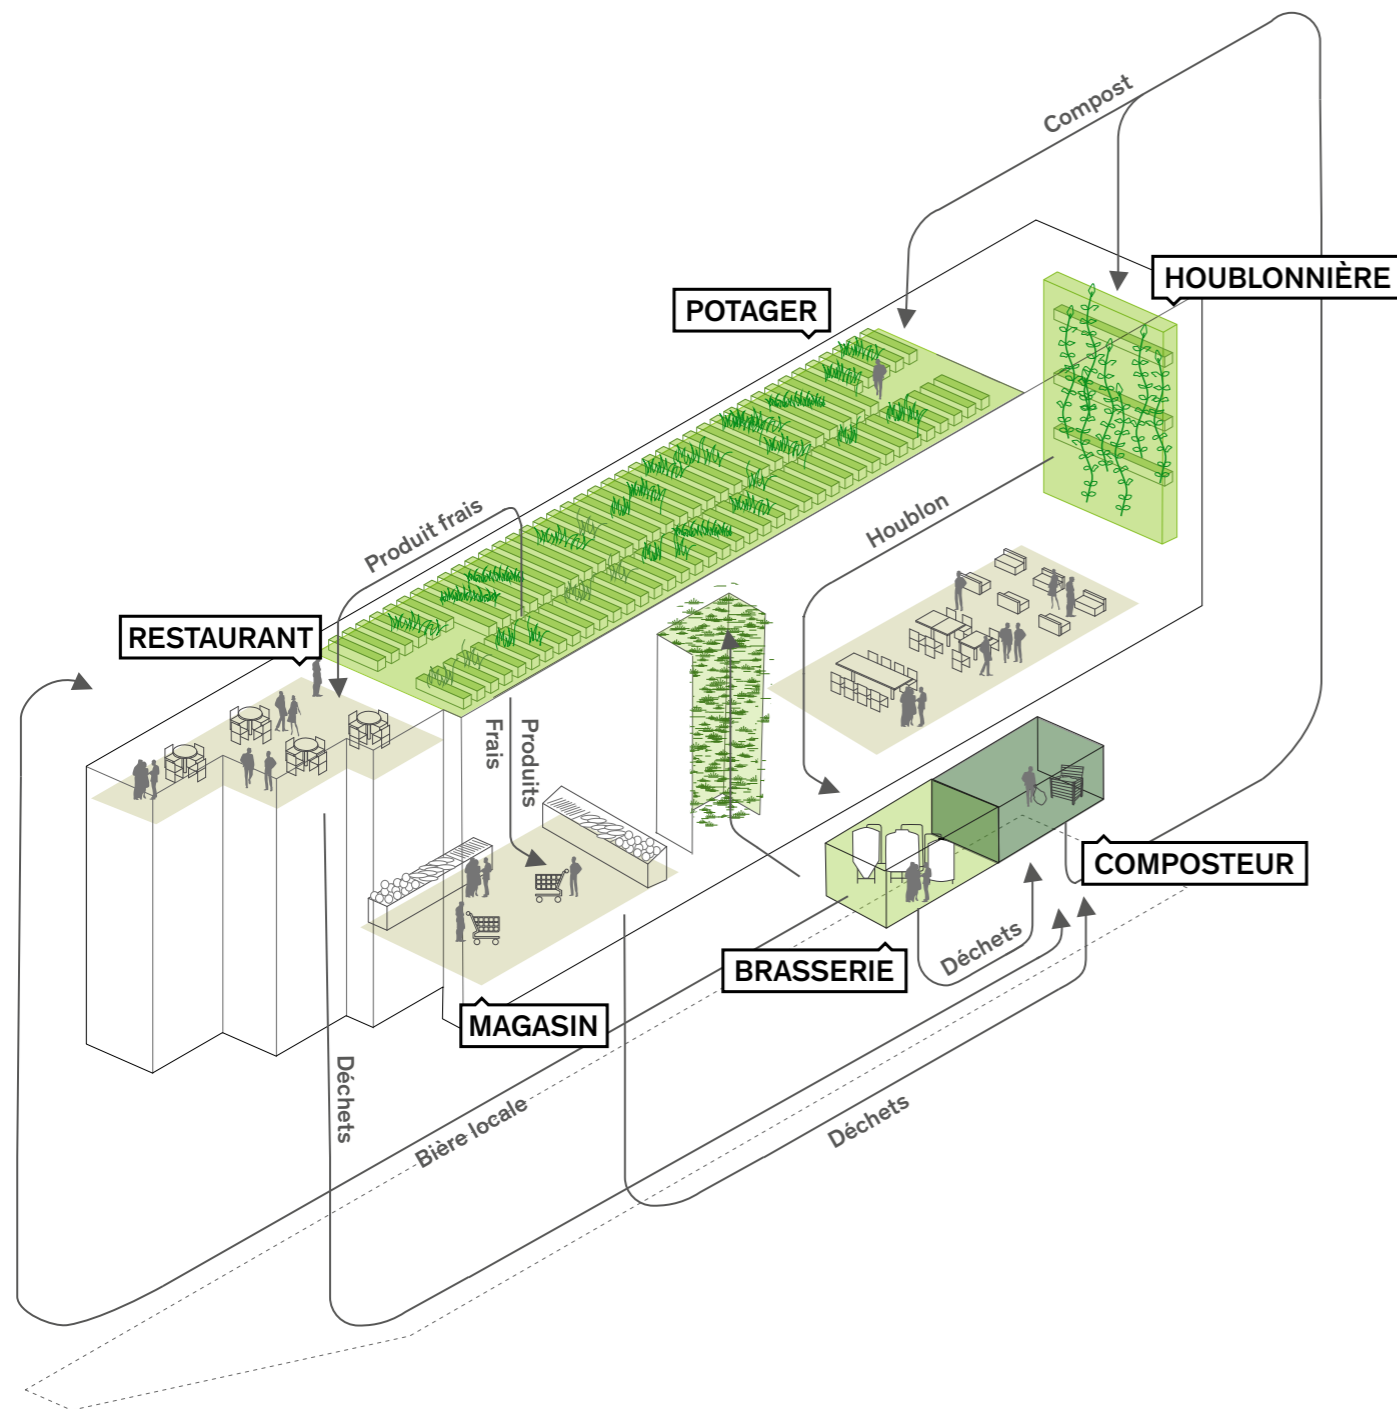 Compost
HOUBLONNIÈRE
POTAGER
Produit frais
Houblon
RESTAURANT
Produits
Frais
COMPOSTEUR
BRASSERIE
Déchets
MAGASIN
Déchets
Bière locale
Déchets